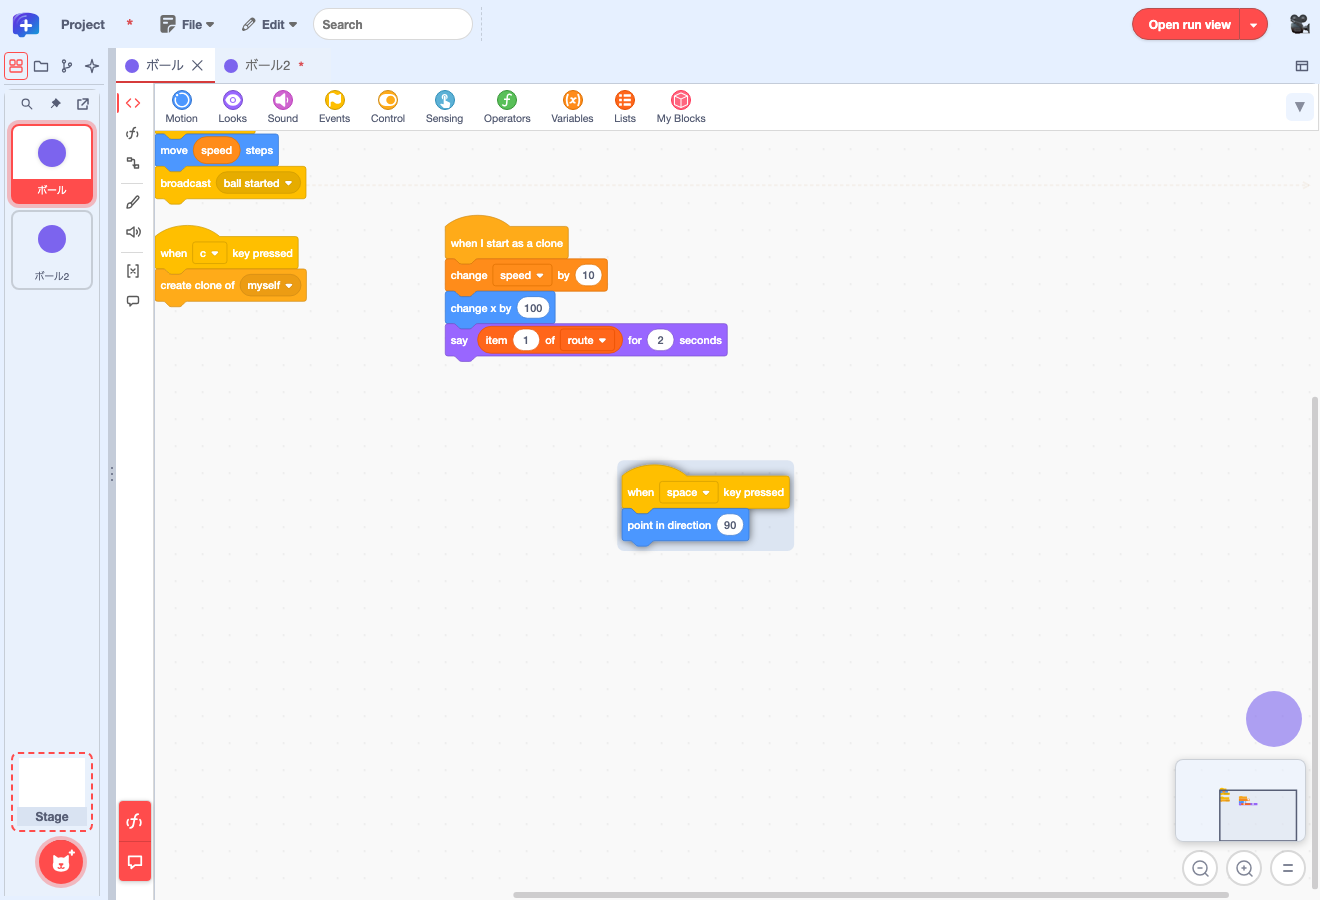 Project * File Edit Search Open run view
ボール ボール2 *
Motion Looks Sound Events Control Sensing Operators Variables Lists My Blocks
move speed steps
broadcast ball started
when c key pressed
create clone of myself
when I start as a clone
change speed by 10
change x by 100
say item 1 of route for 2 seconds
when space key pressed
point in direction 90
ボール
ボール2
Stage